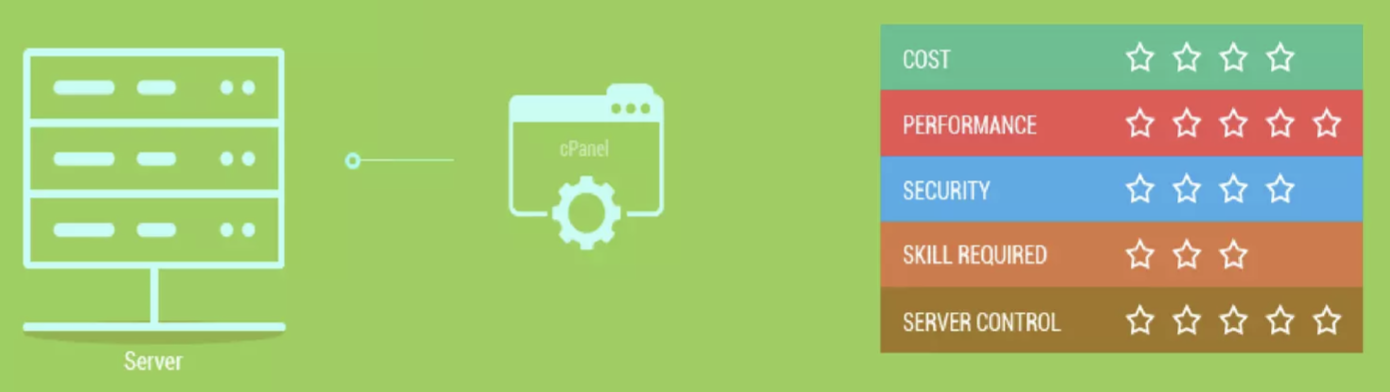 Server
cPanel
COST
PERFORMANCE
SECURITY
SKILL REQUIRED
SERVER CONTROL